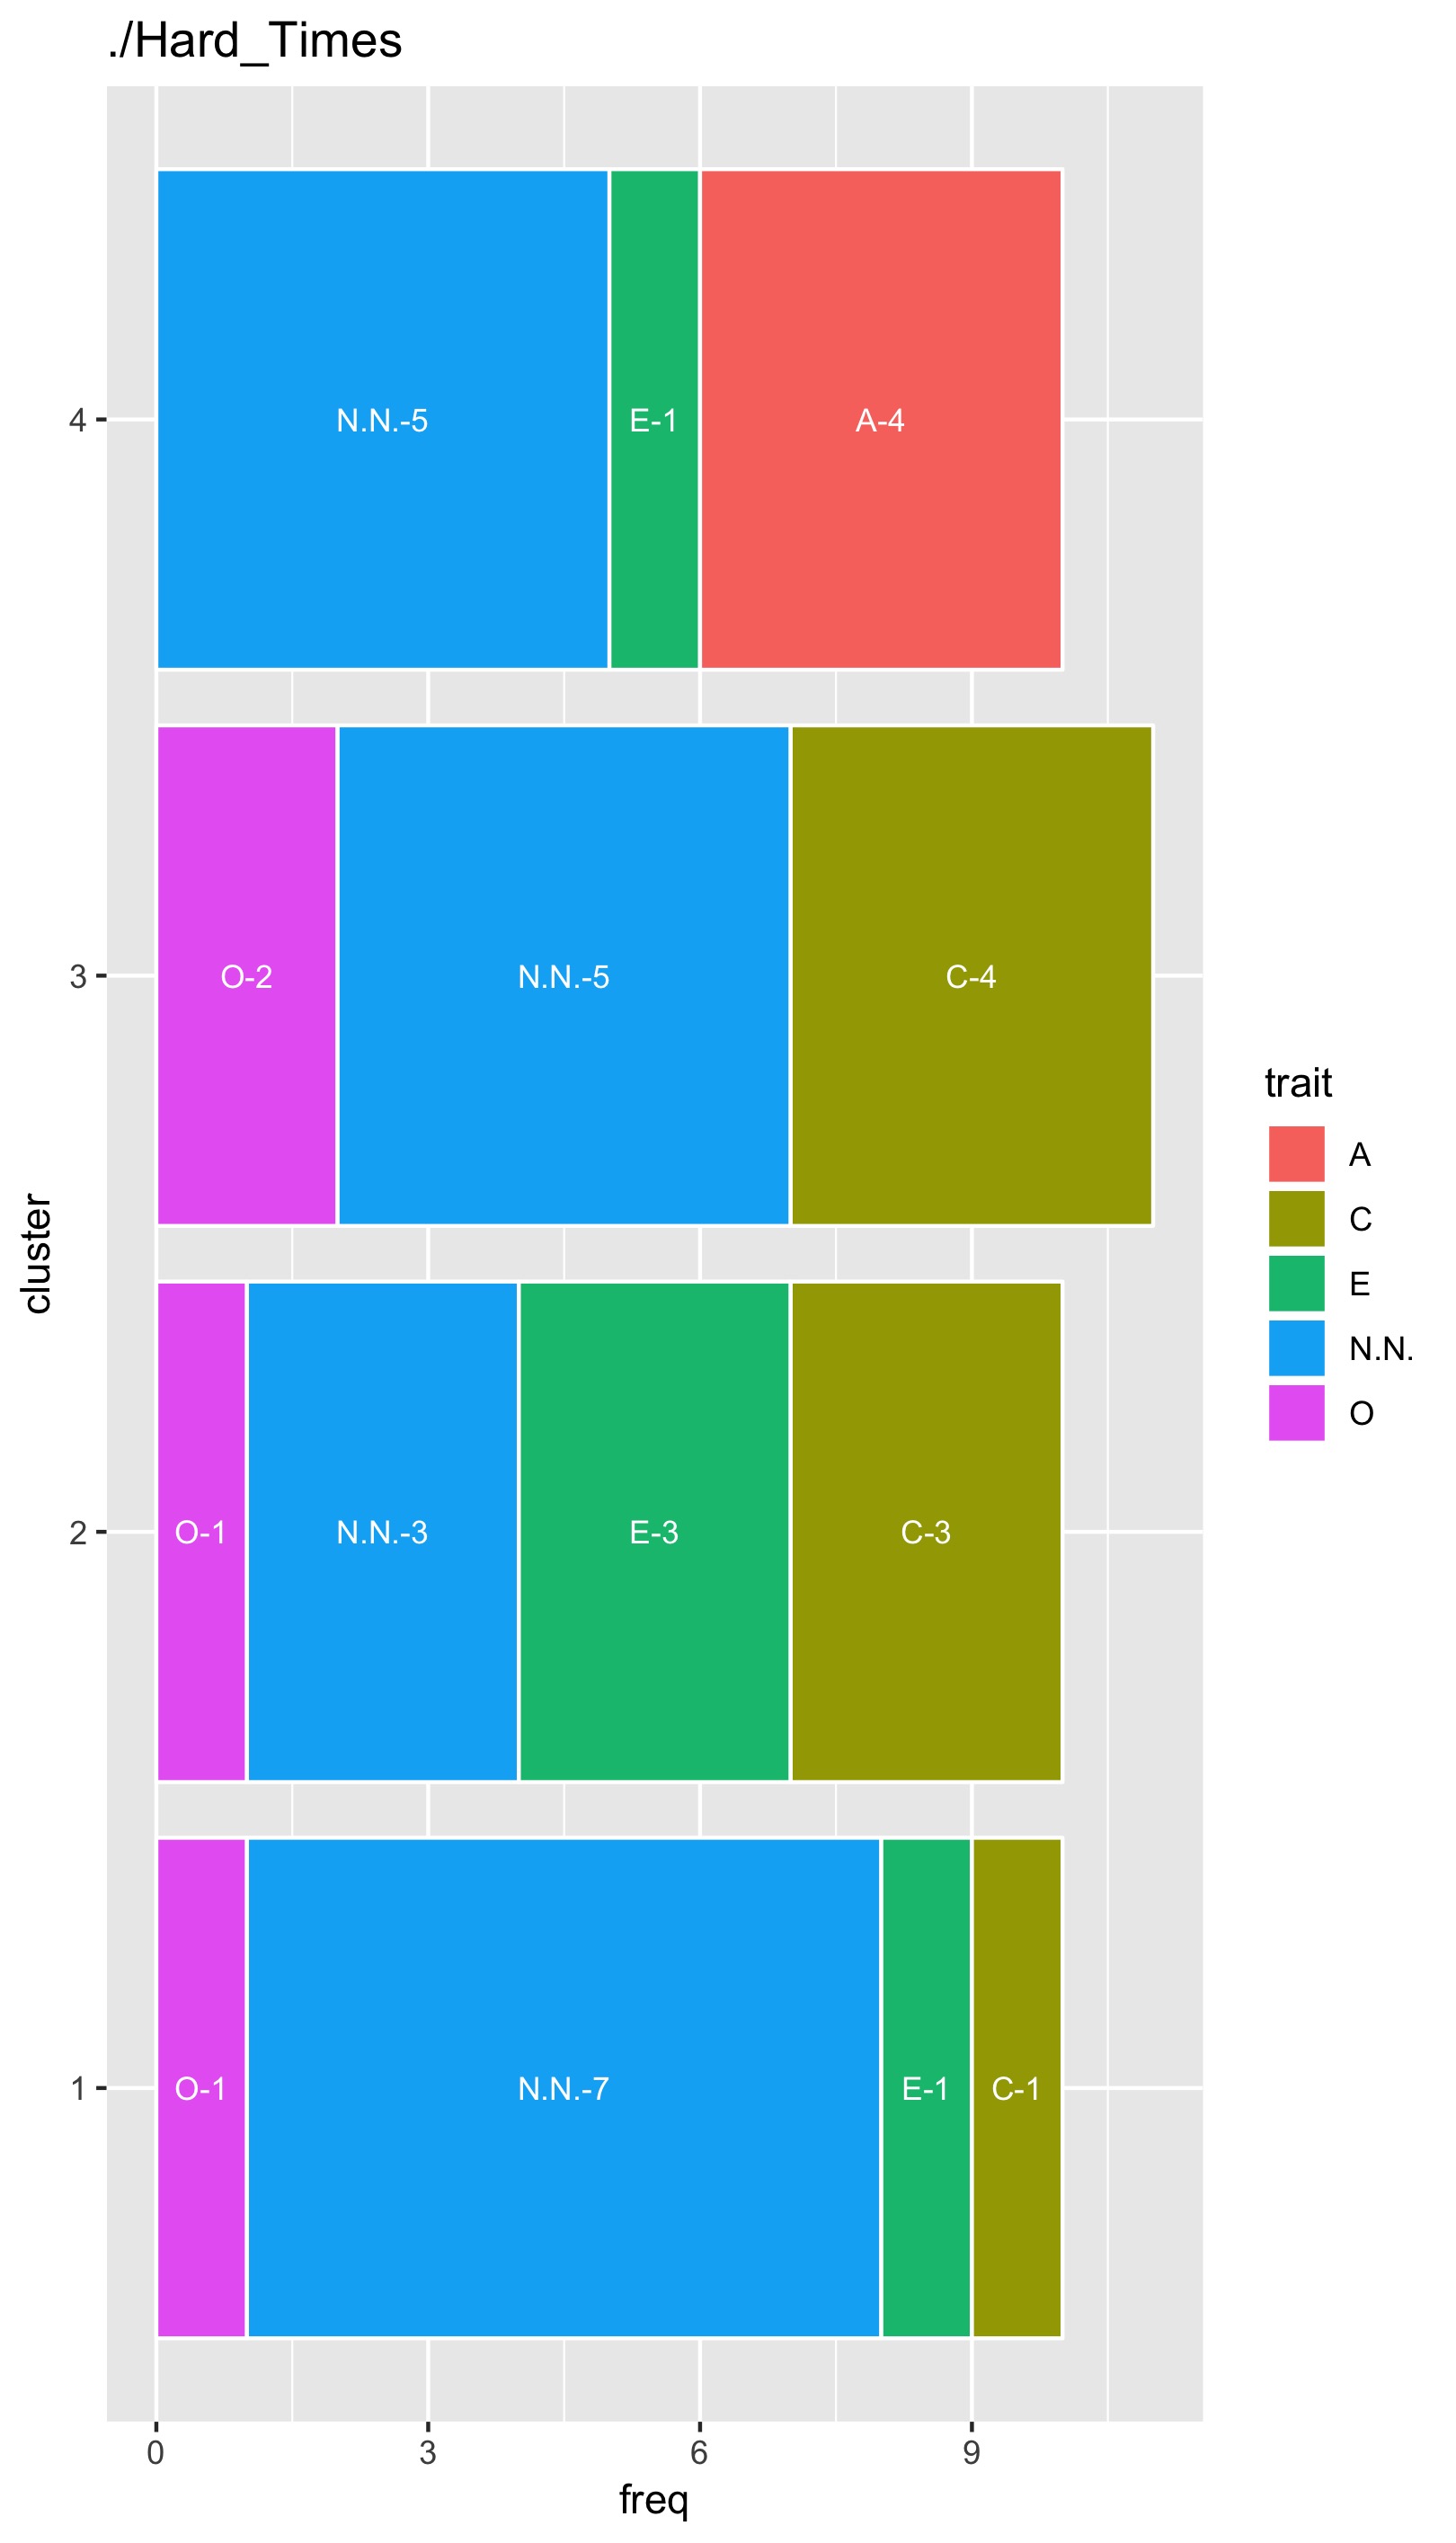 ./Hard_Times
4
N.N.-5 E-1 A-4
3
O-2 N.N.-5 C-4
2
O-1 N.N.-3 E-3 C-3
1
O-1 N.N.-7 E-1 C-1
0 3 6 9
freq
cluster
trait
A
C
E
N.N.
O